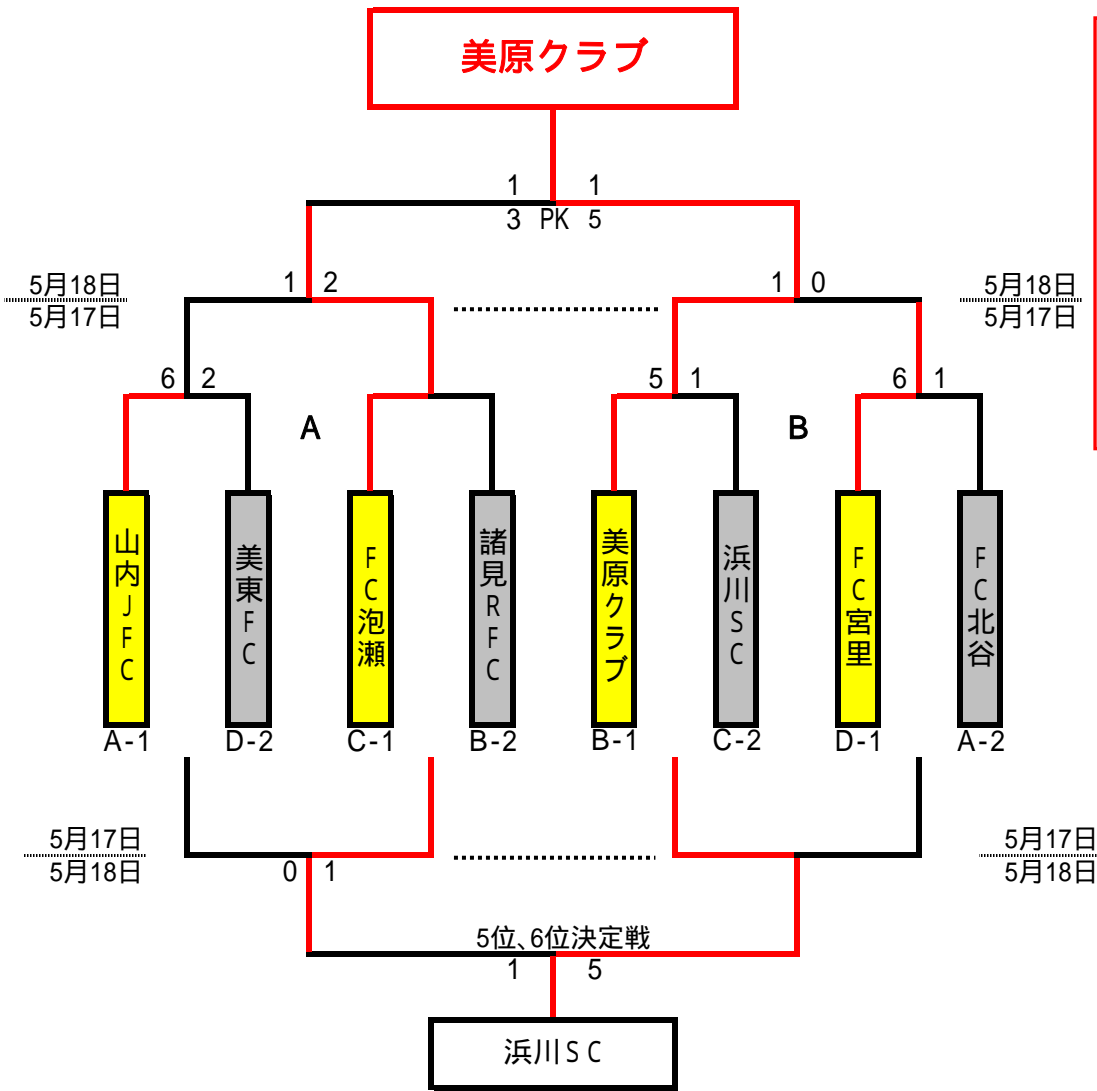 美原クラブ
1 1
3 PK 5
5月18日
5月17日
1 2
1 0
5月18日
5月17日
6 2
5 1
6 1
A
B
山内JFC
美東FC
FC泡瀬
諸見RFC
美原クラブ
浜川SC
FC宮里
FC北谷
A-1 D-2 C-1 B-2 B-1 C-2 D-1 A-2
5月17日
5月18日
0 1
5月17日
5月18日
5位、6位決定戦
1 5
浜川SC